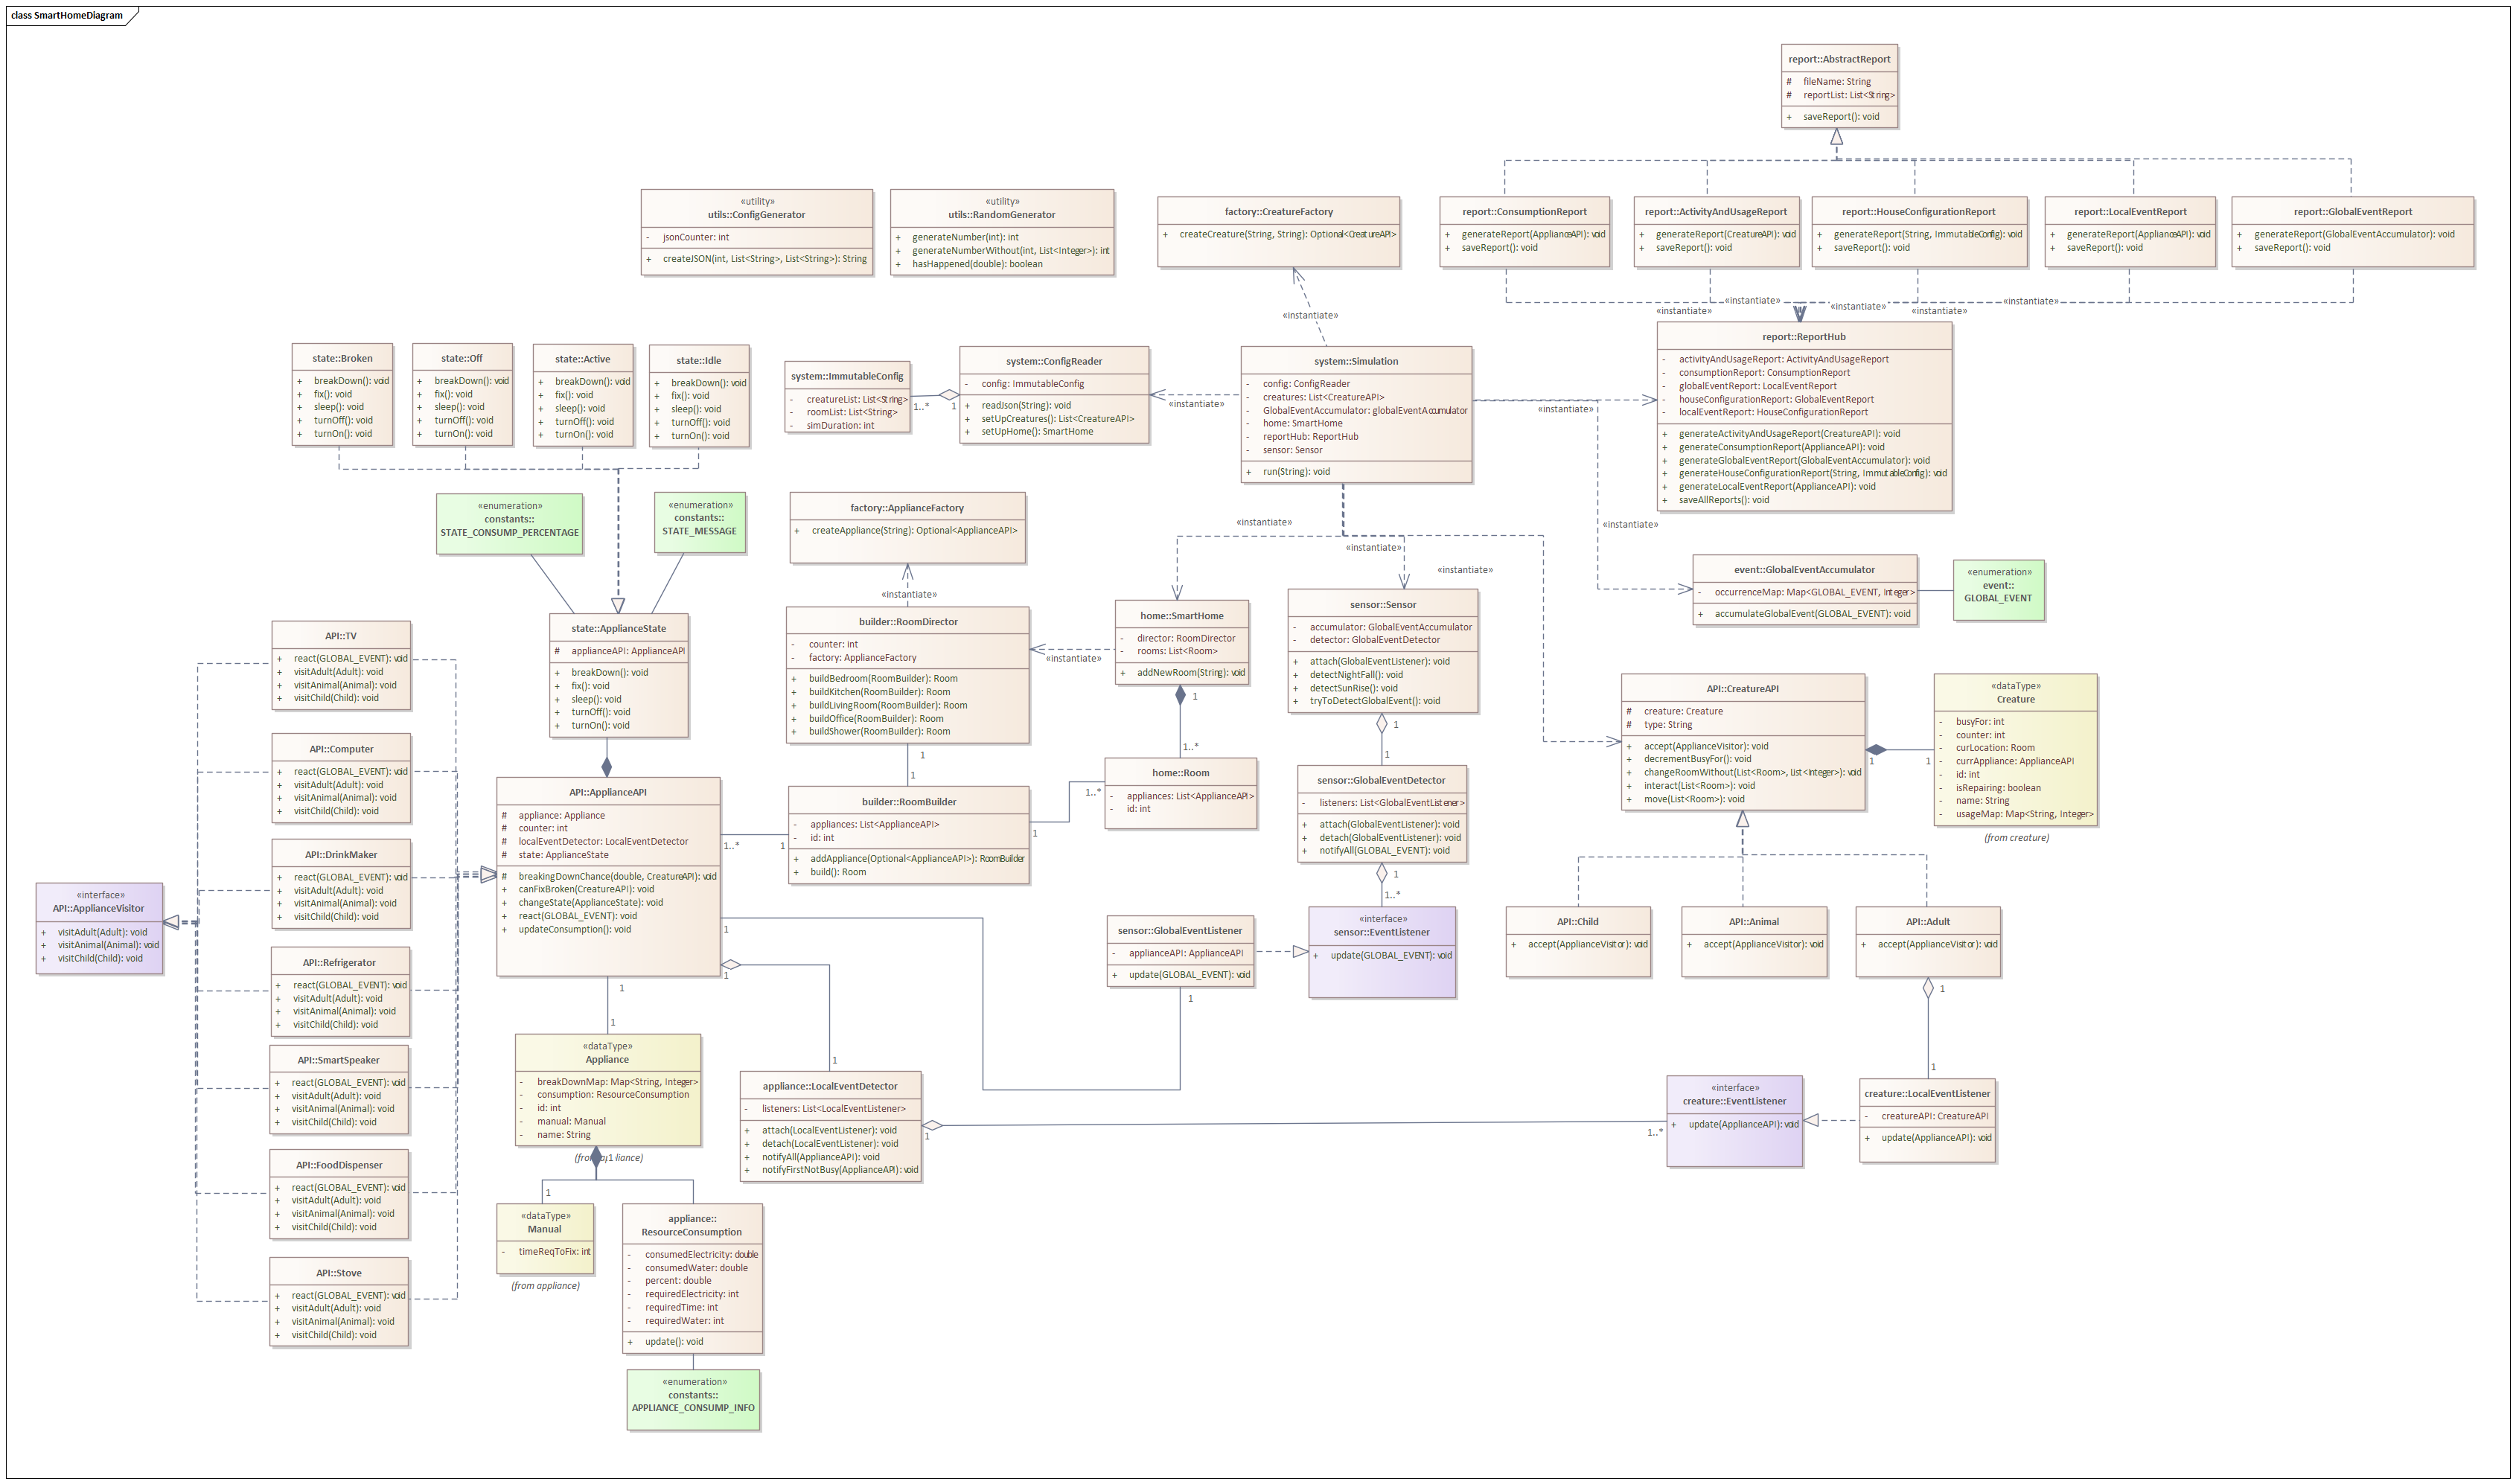 class SmartHomeDiagram
report::AbstractReport
# fileName: String
# reportList: List<String>
+ saveReport(): void
«utility»
utils::ConfigGenerator
- jsonCounter: int
+ createJSON(int, List<String>, List<String>): String
«utility»
utils::RandomGenerator
+ generateNumber(int): int
+ generateNumberWithout(int, List<Integer>): int
+ hasHappened(double): boolean
factory::CreatureFactory
+ createCreature(String, String): Optional<CreatureAPI>
report::ConsumptionReport
+ generateReport(ApplianceAPI): void
+ saveReport(): void
report::ActivityAndUsageReport
+ generateReport(CreatureAPI): void
+ saveReport(): void
report::HouseConfigurationReport
+ generateReport(String, ImmutableConfig): void
+ saveReport(): void
report::LocalEventReport
+ generateReport(ApplianceAPI): void
+ saveReport(): void
report::GlobalEventReport
+ generateReport(GlobalEventAccumulator): void
+ saveReport(): void
«instantiate»
«instantiate»
«instantiate»
«instantiate»
«instantiate»
«instantiate»
report::ReportHub
- activityAndUsageReport: ActivityAndUsageReport
- consumptionReport: ConsumptionReport
- globalEventReport: LocalEventReport
- houseConfigurationReport: GlobalEventReport
- localEventReport: HouseConfigurationReport
+ generateActivityAndUsageReport(CreatureAPI): void
+ generateConsumptionReport(ApplianceAPI): void
+ generateGlobalEventReport(GlobalEventAccumulator): void
+ generateHouseConfigurationReport(String, ImmutableConfig): void
+ generateLocalEventReport(ApplianceAPI): void
+ saveAllReports(): void
state::Broken
+ breakDown(): void
+ fix(): void
+ sleep(): void
+ turnOff(): void
+ turnOn(): void
state::Off
+ breakDown(): void
+ fix(): void
+ sleep(): void
+ turnOff(): void
+ turnOn(): void
state::Active
+ breakDown(): void
+ fix(): void
+ sleep(): void
+ turnOff(): void
+ turnOn(): void
state::Idle
+ breakDown(): void
+ fix(): void
+ sleep(): void
+ turnOff(): void
+ turnOn(): void
system::ImmutableConfig
- creatureList: List<String>
- roomList: List<String>
- simDuration: int
1..*
1
system::ConfigReader
- config: ImmutableConfig
+ readJson(String): void
+ setUpCreatures(): List<CreatureAPI>
+ setUpHome(): SmartHome
«instantiate»
system::Simulation
- config: ConfigReader
- creatures: List<CreatureAPI>
- GlobalEventAccumulator: globalEventAccumulator
- home: SmartHome
- reportHub: ReportHub
- sensor: Sensor
+ run(String): void
«instantiate»
«instantiate»
«instantiate»
«instantiate»
«instantiate»
«enumeration»
constants::
STATE_CONSUMP_PERCENTAGE
«enumeration»
constants::
STATE_MESSAGE
factory::ApplianceFactory
+ createAppliance(String): Optional<ApplianceAPI>
«instantiate»
event::GlobalEventAccumulator
- occurrenceMap: Map<GLOBAL_EVENT, Integer>
+ accumulateGlobalEvent(GLOBAL_EVENT): void
«enumeration»
event::
GLOBAL_EVENT
state::ApplianceState
# applianceAPI: ApplianceAPI
+ breakDown(): void
+ fix(): void
+ sleep(): void
+ turnOff(): void
+ turnOn(): void
builder::RoomDirector
- counter: int
- factory: ApplianceFactory
+ buildBedroom(RoomBuilder): Room
+ buildKitchen(RoomBuilder): Room
+ buildLivingRoom(RoomBuilder): Room
+ buildOffice(RoomBuilder): Room
+ buildShower(RoomBuilder): Room
1
1
«instantiate»
home::SmartHome
- director: RoomDirector
- rooms: List<Room>
+ addNewRoom(String): void
1
1..*
sensor::Sensor
- accumulator: GlobalEventAccumulator
- detector: GlobalEventDetector
+ attach(GlobalEventListener): void
+ detectNightFall(): void
+ detectSunRise(): void
+ tryToDetectGlobalEvent(): void
1
1
API::TV
+ react(GLOBAL_EVENT): void
+ visitAdult(Adult): void
+ visitAnimal(Animal): void
+ visitChild(Child): void
API::Computer
+ react(GLOBAL_EVENT): void
+ visitAdult(Adult): void
+ visitAnimal(Animal): void
+ visitChild(Child): void
API::DrinkMaker
+ react(GLOBAL_EVENT): void
+ visitAdult(Adult): void
+ visitAnimal(Animal): void
+ visitChild(Child): void
API::Refrigerator
+ react(GLOBAL_EVENT): void
+ visitAdult(Adult): void
+ visitAnimal(Animal): void
+ visitChild(Child): void
API::SmartSpeaker
+ react(GLOBAL_EVENT): void
+ visitAdult(Adult): void
+ visitAnimal(Animal): void
+ visitChild(Child): void
API::FoodDispenser
+ react(GLOBAL_EVENT): void
+ visitAdult(Adult): void
+ visitAnimal(Animal): void
+ visitChild(Child): void
API::Stove
+ react(GLOBAL_EVENT): void
+ visitAdult(Adult): void
+ visitAnimal(Animal): void
+ visitChild(Child): void
«interface»
API::ApplianceVisitor
+ visitAdult(Adult): void
+ visitAnimal(Animal): void
+ visitChild(Child): void
API::ApplianceAPI
# appliance: Appliance
# counter: int
# localEventDetector: LocalEventDetector
# state: ApplianceState
# breakingDownChance(double, CreatureAPI): void
+ canFixBroken(CreatureAPI): void
+ changeState(ApplianceState): void
+ react(GLOBAL_EVENT): void
+ updateConsumption(): void
1..*
1
1
1
1
1
builder::RoomBuilder
- appliances: List<ApplianceAPI>
- id: int
+ addAppliance(Optional<ApplianceAPI>): RoomBuilder
+ build(): Room
1
1..*
home::Room
- appliances: List<ApplianceAPI>
- id: int
sensor::GlobalEventDetector
- listeners: List<GlobalEventListener>
+ attach(GlobalEventListener): void
+ detach(GlobalEventListener): void
+ notifyAll(GLOBAL_EVENT): void
1
1..*
sensor::GlobalEventListener
- applianceAPI: ApplianceAPI
+ update(GLOBAL_EVENT): void
1
«interface»
sensor::EventListener
+ update(GLOBAL_EVENT): void
API::CreatureAPI
# creature: Creature
# type: String
+ accept(ApplianceVisitor): void
+ decrementBusyFor(): void
+ changeRoomWithout(List<Room>, List<Integer>): void
+ interact(List<Room>): void
+ move(List<Room>): void
1
1
«dataType»
Creature
- busyFor: int
- counter: int
- curLocation: Room
- currAppliance: ApplianceAPI
- id: int
- isRepairing: boolean
- name: String
- usageMap: Map<String, Integer>
(from creature)
API::Child
+ accept(ApplianceVisitor): void
API::Animal
+ accept(ApplianceVisitor): void
API::Adult
+ accept(ApplianceVisitor): void
1
1
«dataType»
Appliance
- breakDownMap: Map<String, Integer>
- consumption: ResourceConsumption
- id: int
- manual: Manual
- name: String
(from appliance)
1
1
appliance::LocalEventDetector
- listeners: List<LocalEventListener>
+ attach(LocalEventListener): void
+ detach(LocalEventListener): void
+ notifyAll(ApplianceAPI): void
+ notifyFirstNotBusy(ApplianceAPI): void
1
1
1..*
«interface»
creature::EventListener
+ update(ApplianceAPI): void
creature::LocalEventListener
- creatureAPI: CreatureAPI
+ update(ApplianceAPI): void
«dataType»
Manual
- timeReqToFix: int
(from appliance)
appliance::
ResourceConsumption
- consumedElectricity: double
- consumedWater: double
- percent: double
- requiredElectricity: int
- requiredTime: int
- requiredWater: int
+ update(): void
«enumeration»
constants::
APPLIANCE_CONSUMP_INFO